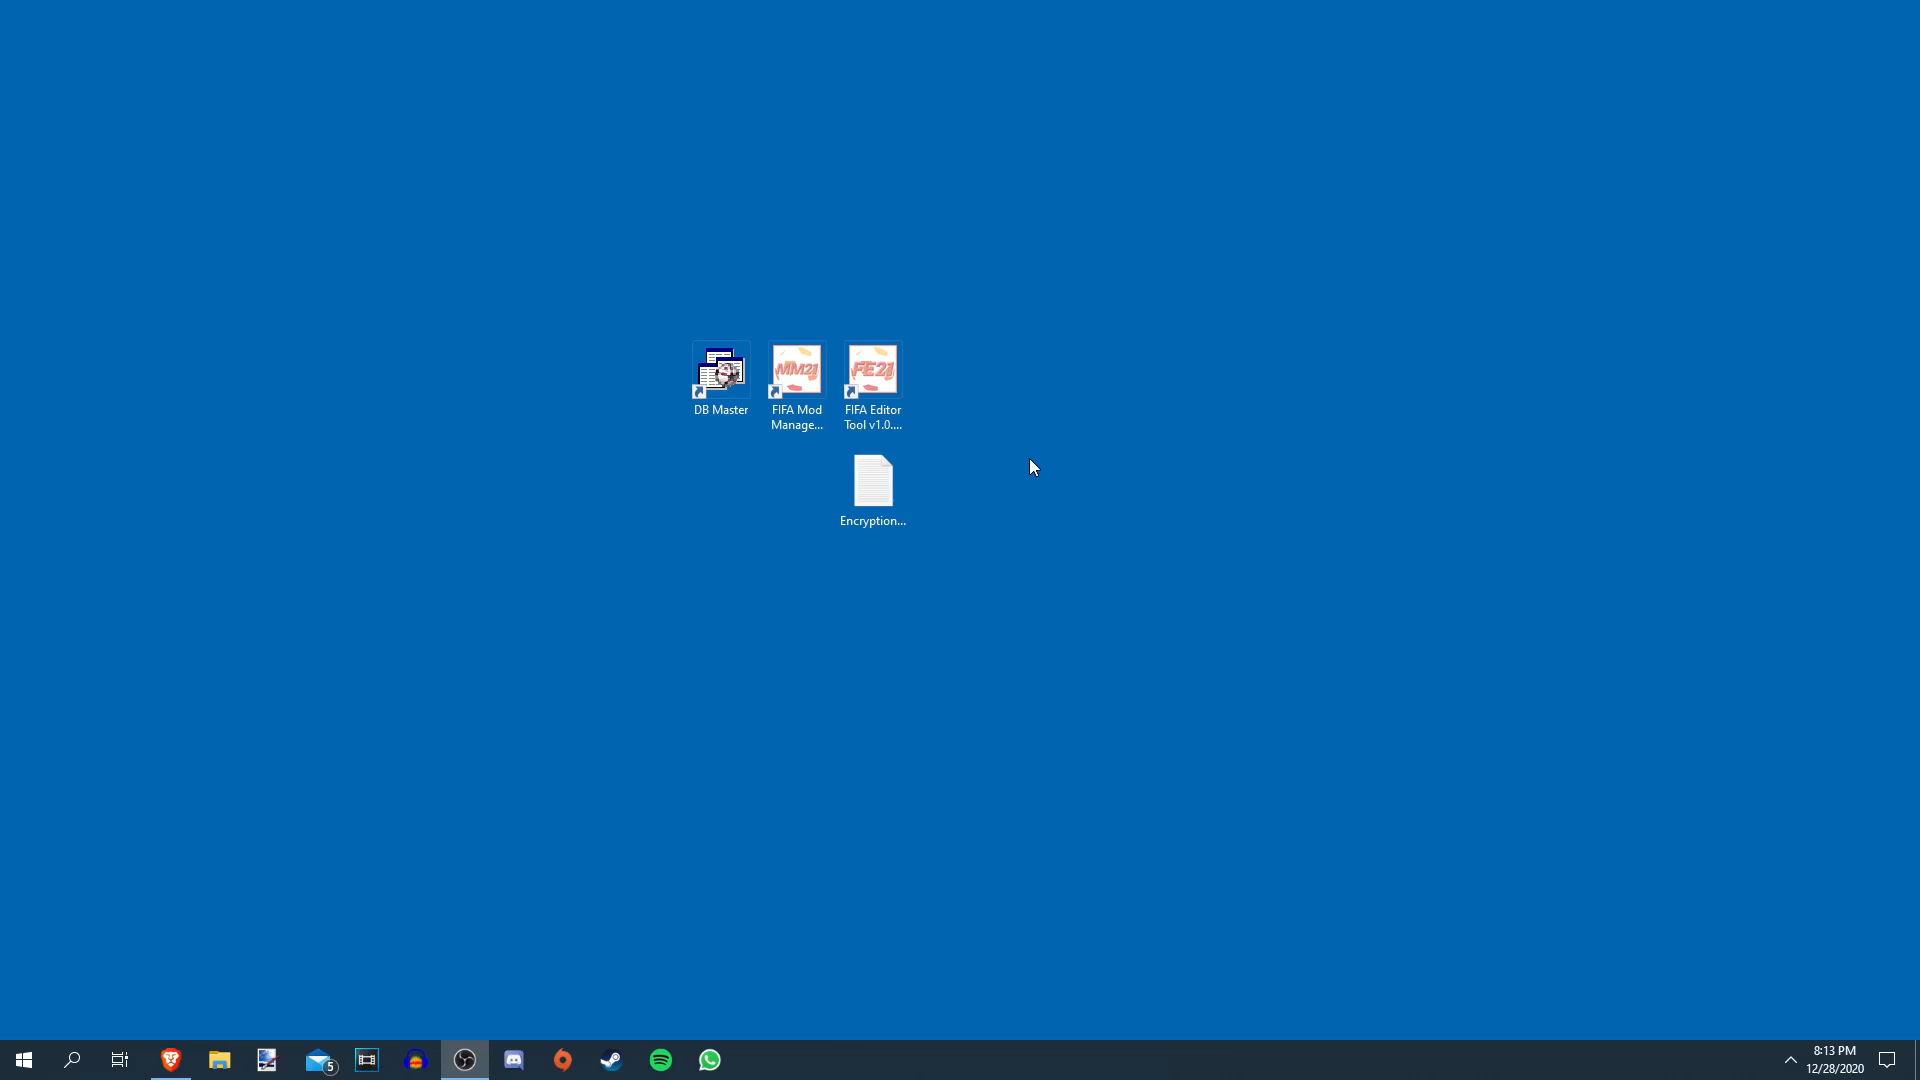 MM21
FE21
DB Master
FIFA Mod
Manage...
FIFA Editor
Tool v1.0....
Encryption...
5
8:13 PM
12/28/2020